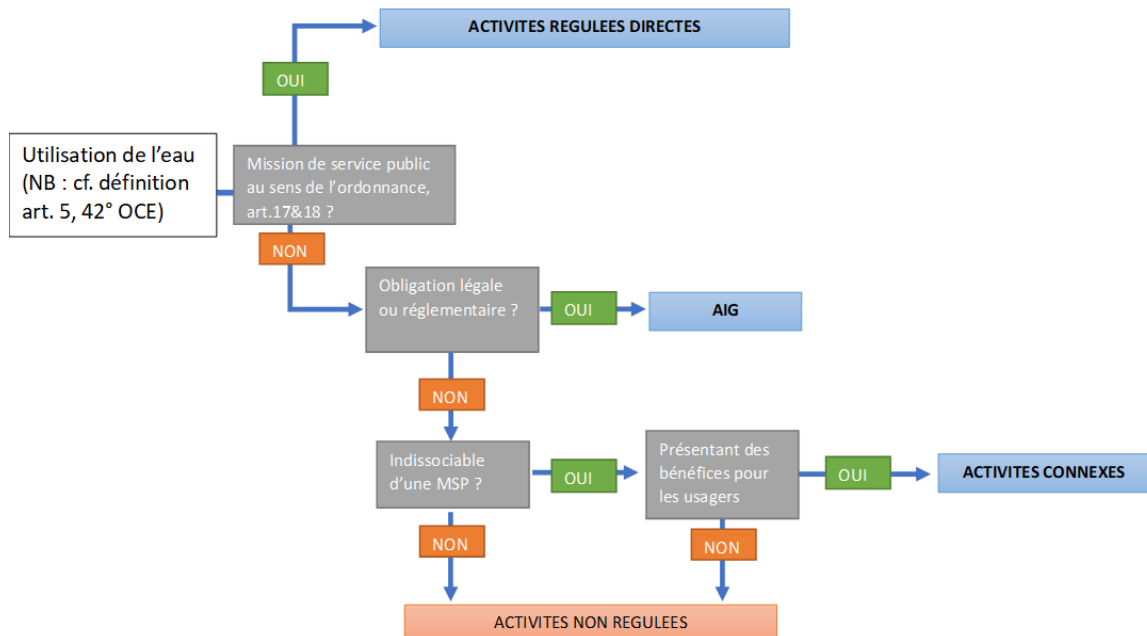 ACTIVITES REGULEES DIRECTES
OUI
Utilisation de l’eau
(NB : cf. définition
art. 5, 42° OCE)
Mission de service public
au sens de l’ordonnance,
art.17&18 ?
NON
Obligation légale
ou réglementaire ?
OUI
AIG
NON
Indissociable
d’une MSP ?
OUI
Présentant des
bénéfices pour
les usagers
OUI
ACTIVITES CONNEXES
NON
NON
ACTIVITES NON REGULEES